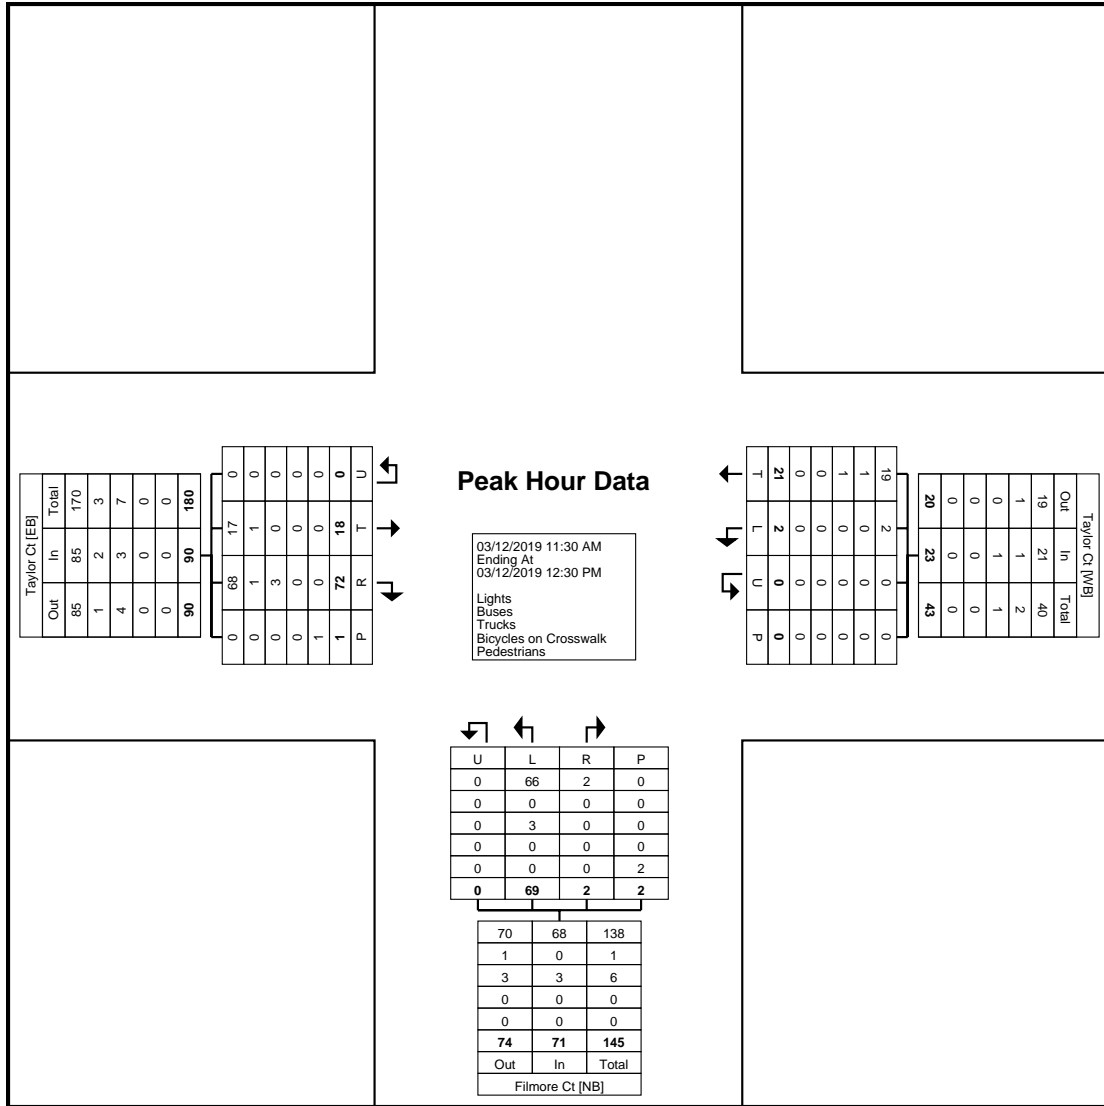 Taylor Ct [EB]
Out In Total
85 85 170
1 2 3
4 3 7
0 0 0
0 0 0
90 90 180
0 68 17 0
0 1 1 0
0 3 0 0
0 0 0 0
1 0 0 0
1 72 18 0
P R T U
Peak Hour Data
03/12/2019 11:30 AM
Ending At
03/12/2019 12:30 PM
Lights
Buses
Trucks
Bicycles on Crosswalk
Pedestrians
Taylor Ct [WB]
Out In Total
19 21 40
1 1 2
0 1 1
0 0 0
0 0 0
20 23 43
19 2 0 0
1 0 0 0
1 0 0 0
0 0 0 0
0 0 0 0
21 2 0 0
T L U P
U L R P
0 66 2 0
0 0 0 0
0 3 0 0
0 0 0 0
0 0 0 2
0 69 2 2
70 68 138
1 0 1
3 3 6
0 0 0
0 0 0
74 71 145
Out In Total
Filmore Ct [NB]